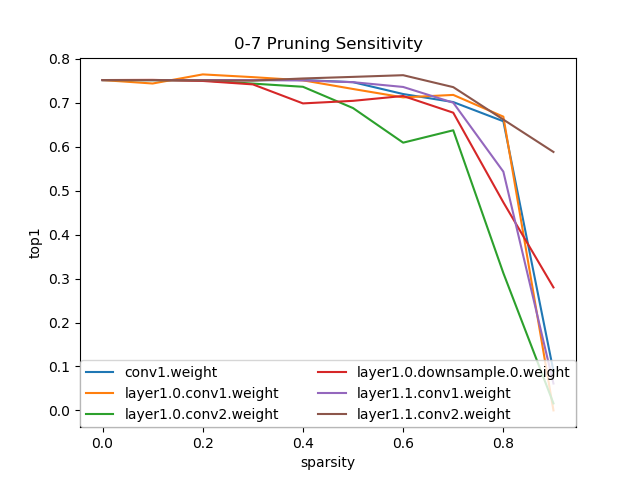 0-7 Pruning Sensitivity
0.8
0.7
0.6
0.5
0.4
0.3
0.2
0.1
0.0
top1
conv1.weight
layer1.0.conv1.weight
layer1.0.conv2.weight
layer1.0.downsample.0.weight
layer1.1.conv1.weight
layer1.1.conv2.weight
0.0 0.2 0.4 0.6 0.8
sparsity